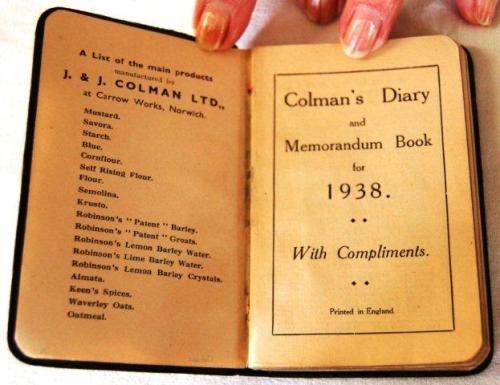 A List of the main products
manufactured by
J. & J. COLMAN LTD.,
at Carrow Works, Norwich.
Mustard.
Savora.
Starch.
Blue.
Cornflour.
Self Rising Flour.
Flour.
Semolina.
Krusto.
Robinson's "Patent" Barley.
Robinson's "Patent" Groats.
Robinson's Lemon Barley Water.
Robinson's Lime Barley Water.
Robinson's Lemon Barley Crystals.
Almata.
Keen's Spices.
Waverley Oats.
Oatmeal.
Colman's Diary
and
Memorandum Book
for
1938.
With Compliments.
Printed in England.